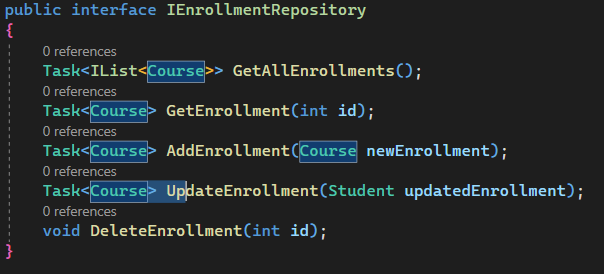 public interface IEnrollmentRepository
{
0 references
Task<IList<Course>> GetAllEnrollments();
0 references
Task<Course> GetEnrollment(int id);
0 references
Task<Course> AddEnrollment(Course newEnrollment);
0 references
Task<Course> UpdateEnrollment(Student updatedEnrollment);
0 references
void DeleteEnrollment(int id);
}